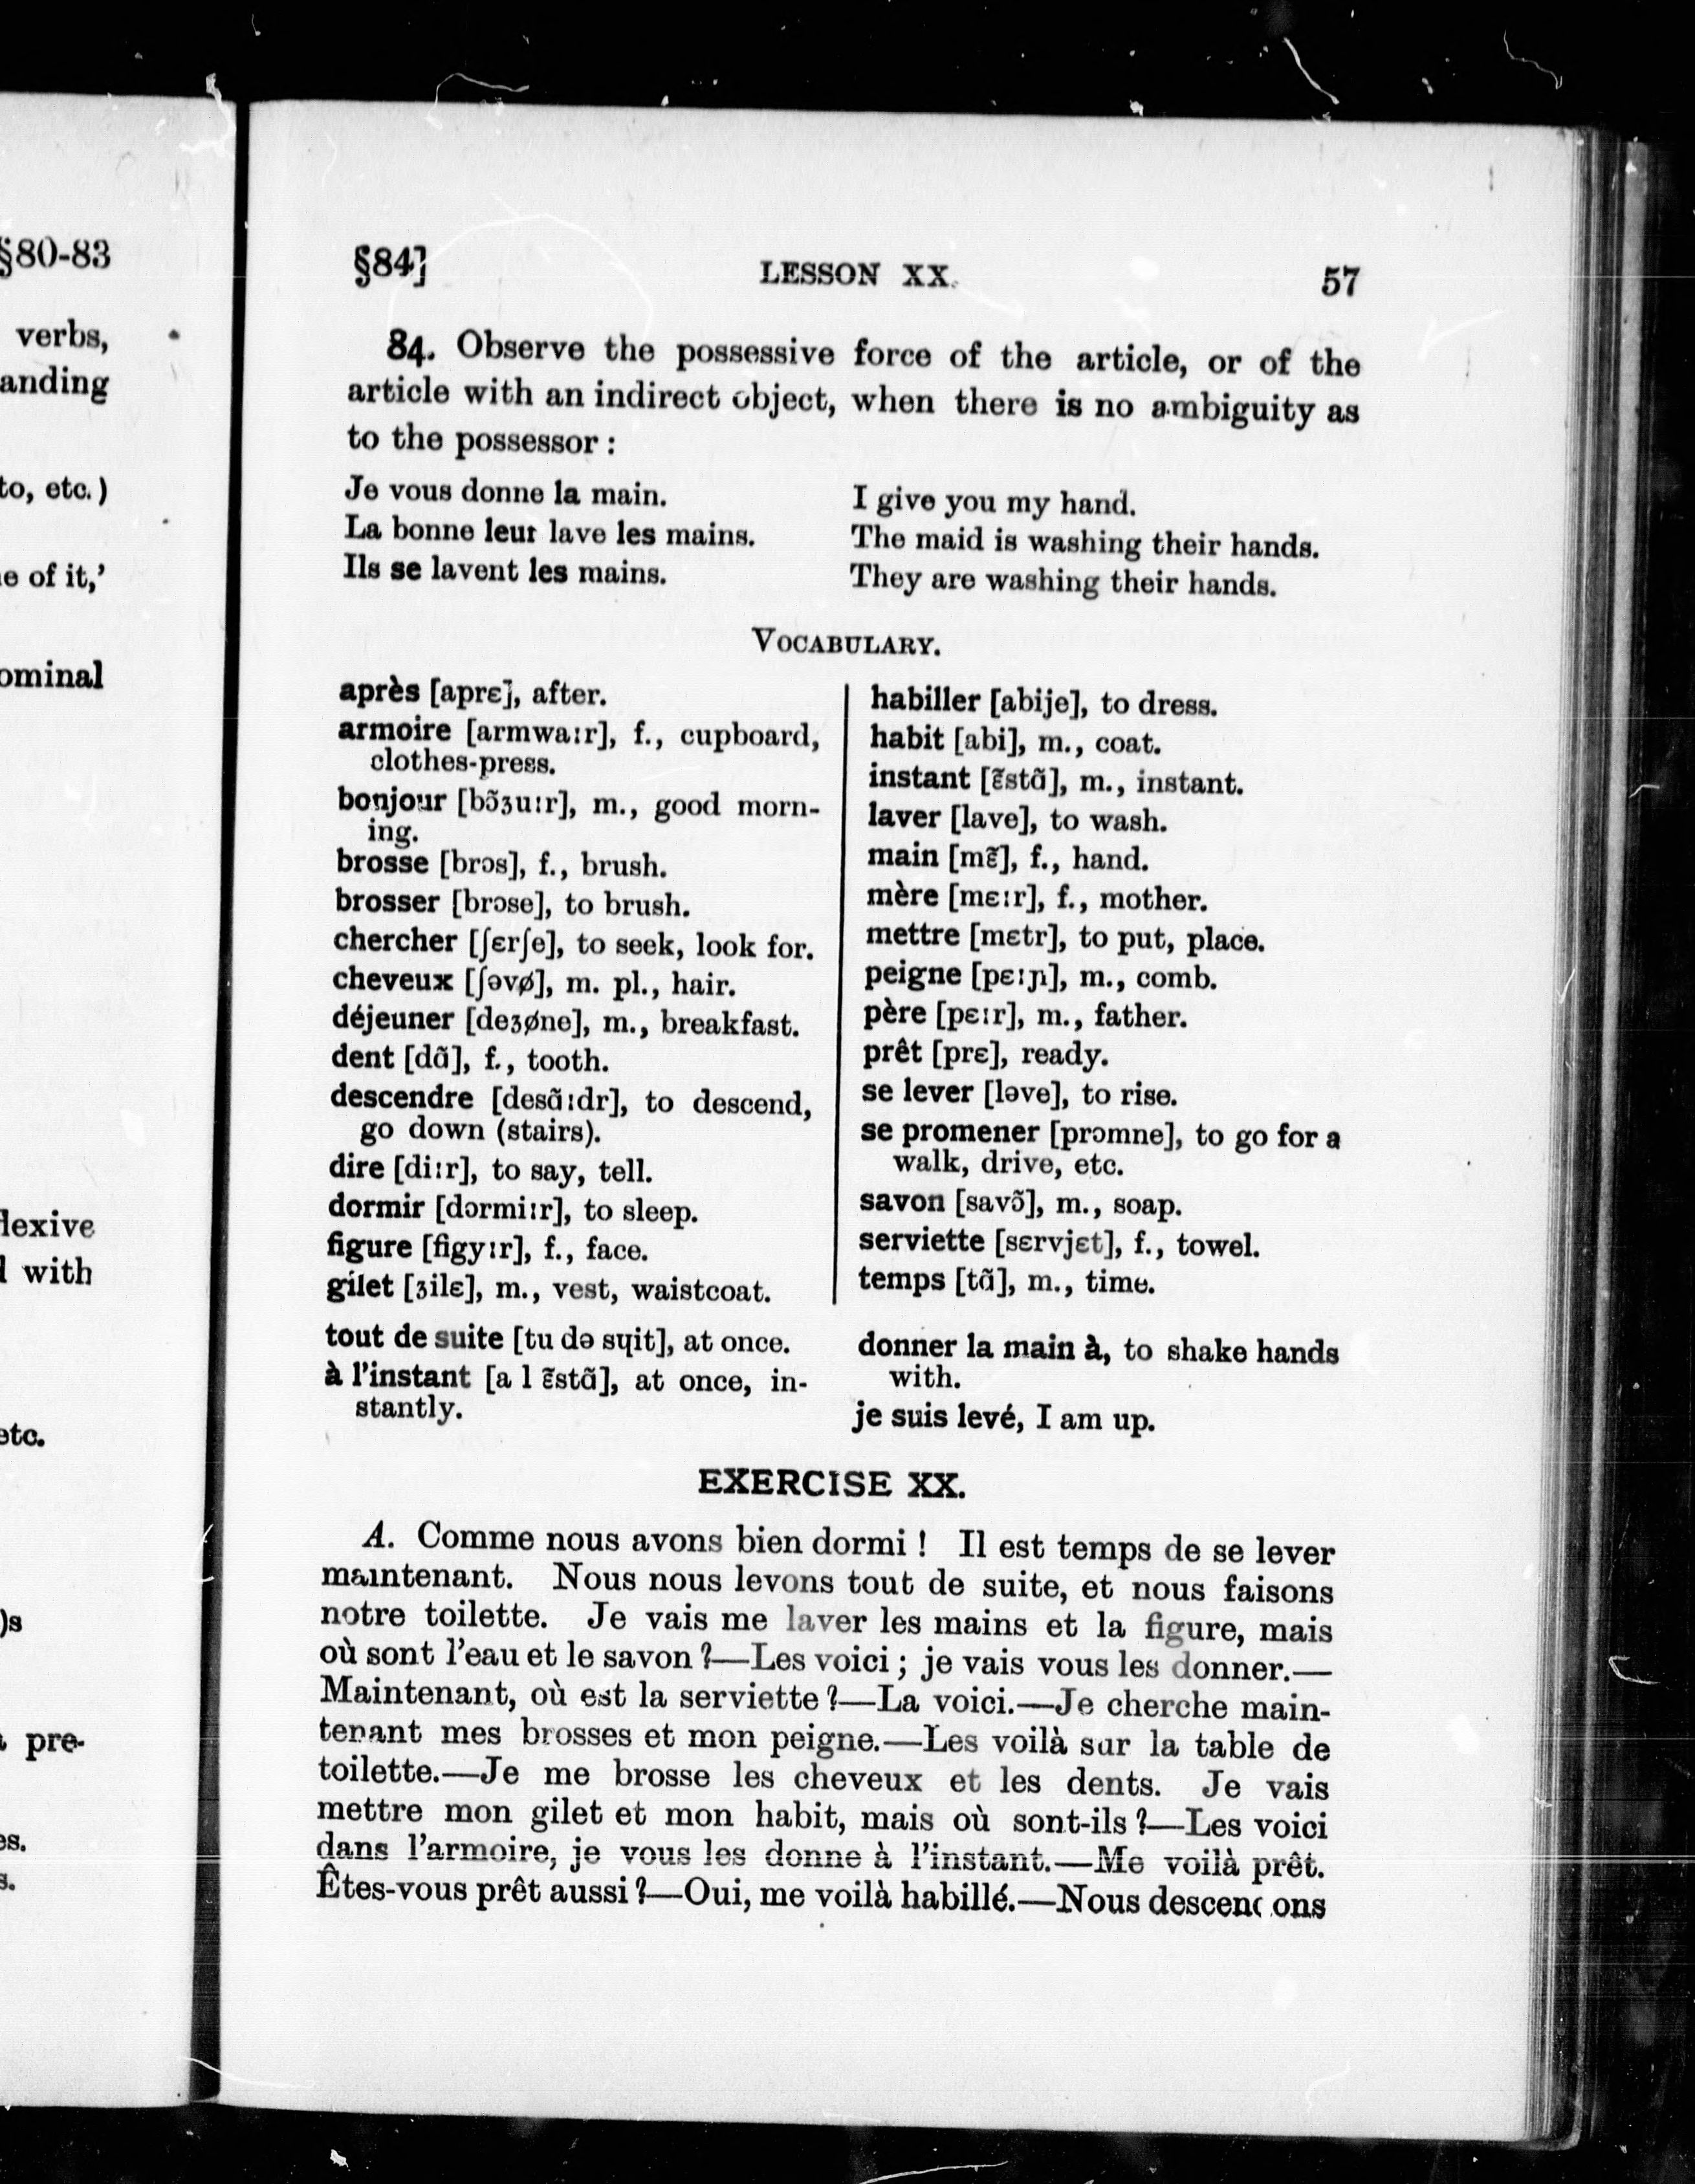 §80-83
verbs,
anding
to, etc.)
e of it,’
ominal
lexive
with
etc.
pre-
es.
s.
§84]
LESSON XX.
57
84. Observe the possessive force of the article, or of the
article with an indirect object, when there is no ambiguity as
to the possessor :
Je vous donne la main.
I give you my hand.
La bonne leur lave les mains.
The maid is washing their hands.
Ils se lavent les mains.
They are washing their hands.
VOCABULARY.
après [aprɛ], after.
armoire [armwaːr], f., cupboard,
clothes-press.
bonjour [bɔ̃ʒuːr], m., good morn-
ing.
brosse [brɔs], f., brush.
brosser [brɔse], to brush.
chercher [ʃɛrʃe], to seek, look for.
cheveux [ʃəvø], m. pl., hair.
déjeuner [deʒøne], m., breakfast.
dent [dɑ̃], f., tooth.
descendre [desɑ̃ːdr], to descend,
go down (stairs).
dire [diːr], to say, tell.
dormir [dɔrmiːr], to sleep.
figure [figyːr], f., face.
gilet [ʒilɛ], m., vest, waistcoat.
habiller [abije], to dress.
habit [abi], m., coat.
instant [ɛ̃stɑ̃], m., instant.
laver [lave], to wash.
main [mɛ̃], f., hand.
mère [mɛːr], f., mother.
mettre [mɛtr], to put, place.
peigne [pɛːɲ], m., comb.
père [pɛːr], m., father.
prêt [prɛ], ready.
se lever [ləve], to rise.
se promener [prɔmne], to go for a
walk, drive, etc.
savon [savɔ̃], m., soap.
serviette [sɛrvjɛt], f., towel.
temps [tɑ̃], m., time.
tout de suite [tu də sɥit], at once.
à l’instant [a l ɛ̃stɑ̃], at once, in-
stantly.
donner la main à, to shake hands
with.
je suis levé, I am up.
EXERCISE XX.
A. Comme nous avons bien dormi ! Il est temps de se lever
maintenant. Nous nous levons tout de suite, et nous faisons
notre toilette. Je vais me laver les mains et la figure, mais
où sont l’eau et le savon ?—Les voici ; je vais vous les donner.—
Maintenant, où est la serviette ?—La voici.—Je cherche main-
tenant mes brosses et mon peigne.—Les voilà sur la table de
toilette.—Je me brosse les cheveux et les dents. Je vais
mettre mon gilet et mon habit, mais où sont-ils ?—Les voici
dans l’armoire, je vous les donne à l’instant.—Me voilà prêt.
Êtes-vous prêt aussi ?—Oui, me voilà habillé.—Nous descendons